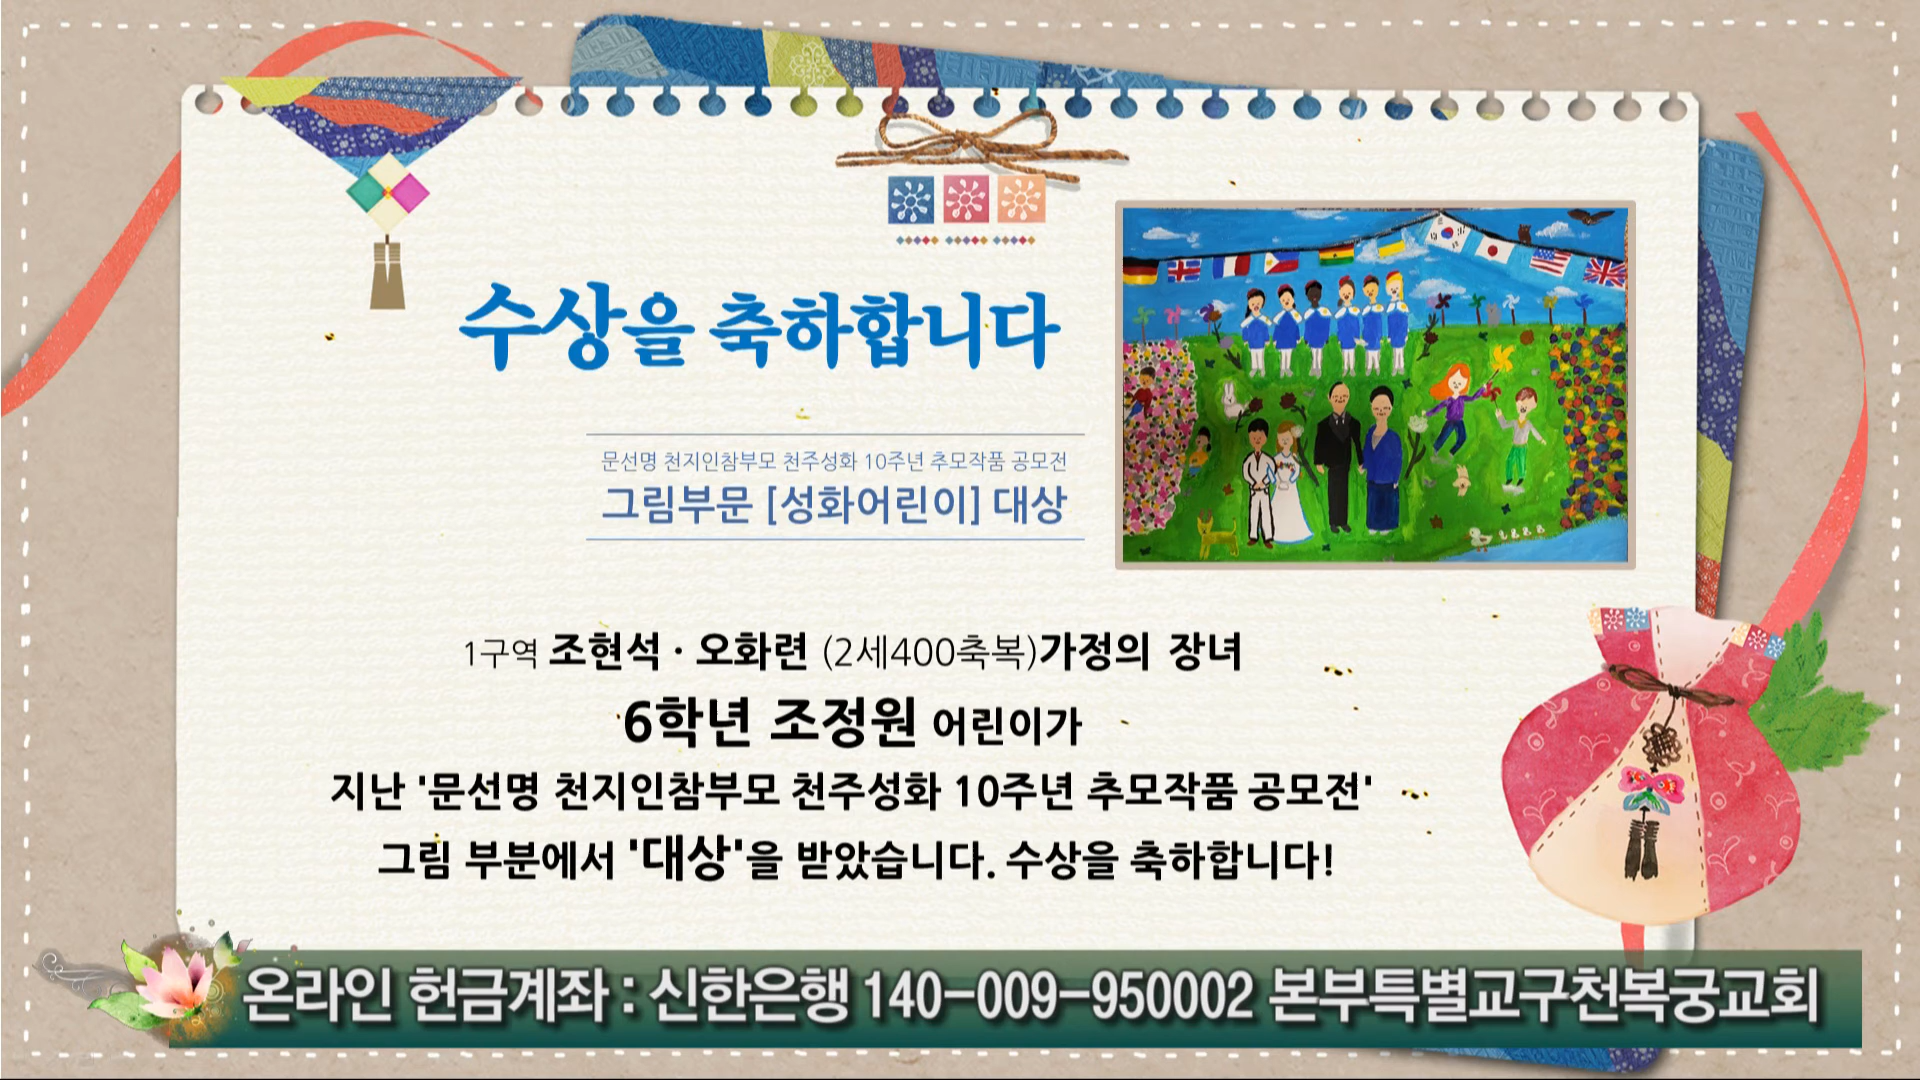 수상을 축하합니다
문선명 천지인참부모 천주성화 10주년 추모작품 공모전
그림부문 [성화어린이] 대상
1구역 조현석 · 오화련 (2세400축복)가정의 장녀
6학년 조정원 어린이가
지난 '문선명 천지인참부모 천주성화 10주년 추모작품 공모전'
그림 부분에서 '대상'을 받았습니다. 수상을 축하합니다!
온라인 헌금계좌 : 신한은행 140-009-950002 본부특별교구천복궁교회